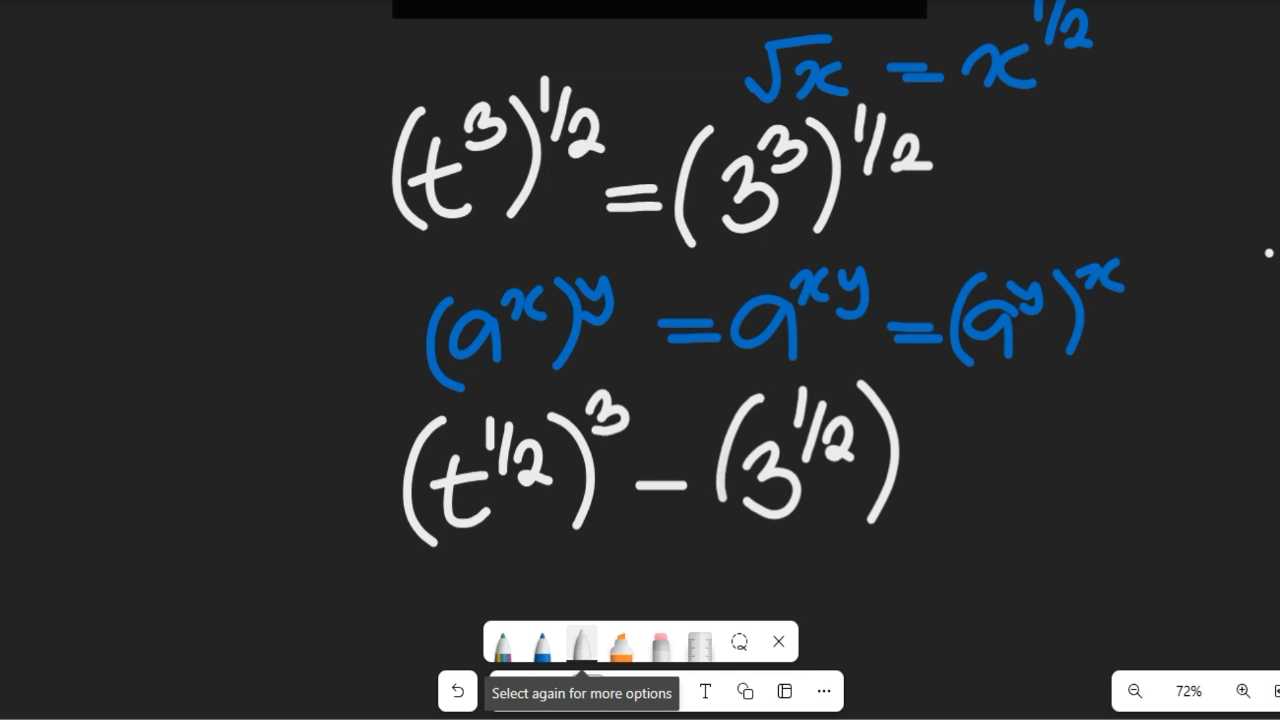 √x = x^1/2
(t^3)^1/2 = (3^3)^1/2
(a^x)^y = a^xy = (a^y)^x
(t^1/2)^3 - (3^1/2)
Select again for more options
T
72%